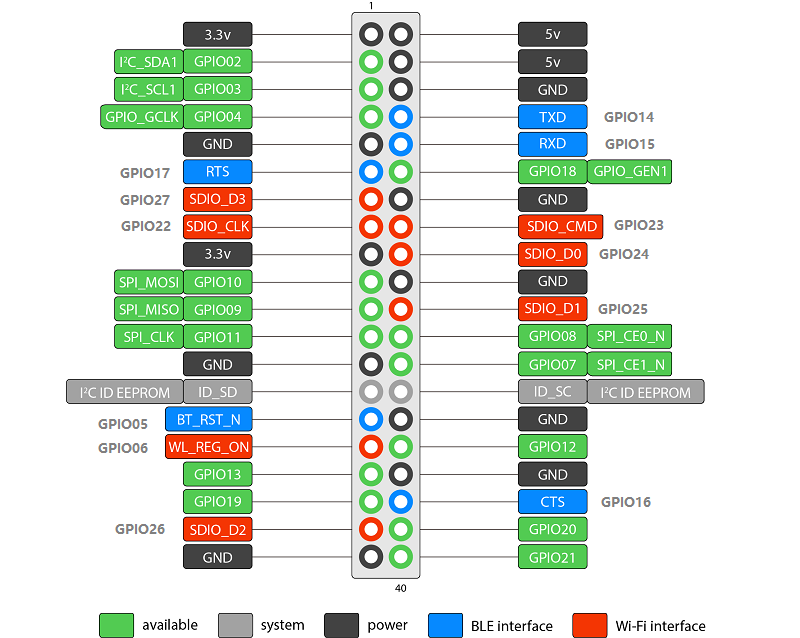 1
3.3v 5v
I²C_SDA1 GPIO02 5v
I²C_SCL1 GPIO03 GND
GPIO_GCLK GPIO04 TXD GPIO14
GND RXD GPIO15
GPIO17 RTS GPIO18 GPIO_GEN1
GPIO27 SDIO_D3 GND
GPIO22 SDIO_CLK SDIO_CMD GPIO23
3.3v SDIO_D0 GPIO24
SPI_MOSI GPIO10 GND
SPI_MISO GPIO09 SDIO_D1 GPIO25
SPI_CLK GPIO11 GPIO08 SPI_CE0_N
GND GPIO07 SPI_CE1_N
I²C ID EEPROM ID_SD ID_SC I²C ID EEPROM
GPIO05 BT_RST_N GND
GPIO06 WL_REG_ON GPIO12
GPIO13 GND
GPIO19 CTS GPIO16
GPIO26 SDIO_D2 GPIO20
GND GPIO21
40
available system power BLE interface Wi-Fi interface